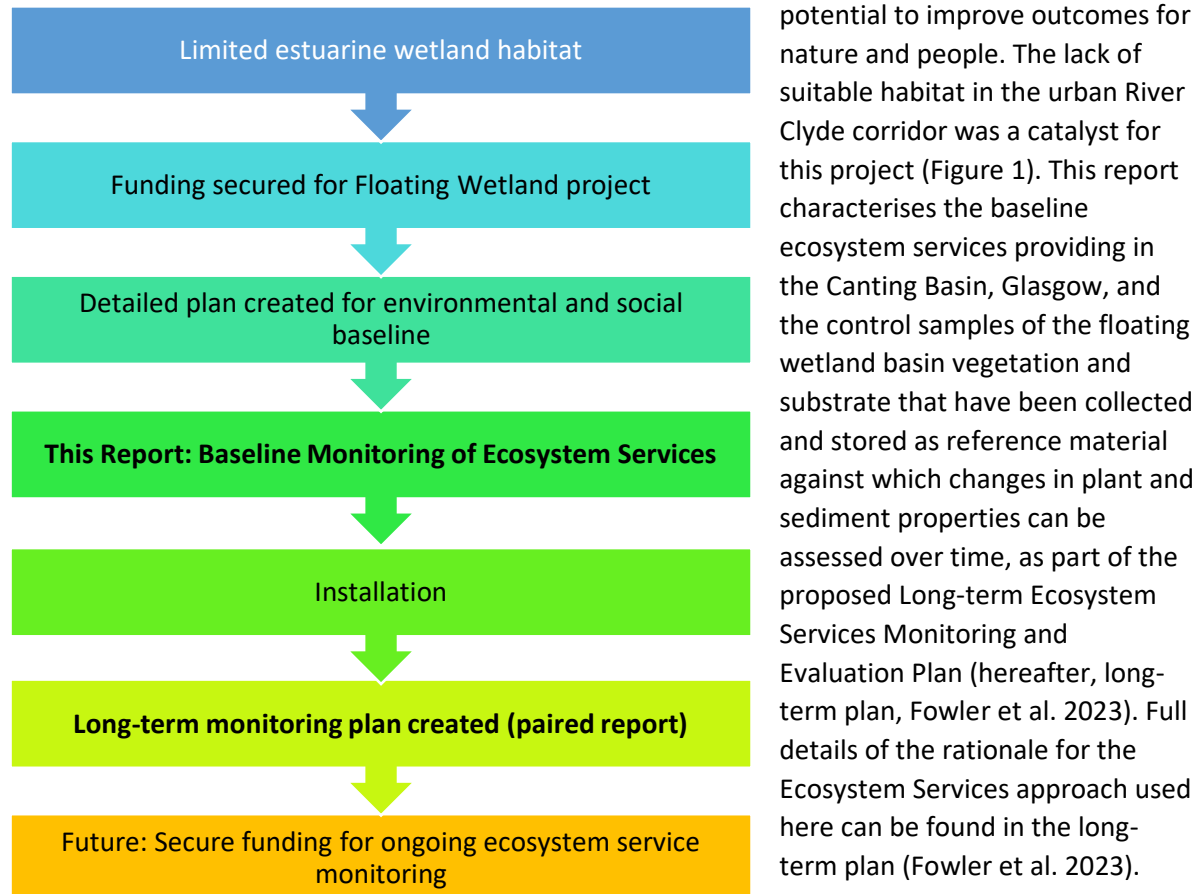 Limited estuarine wetland habitat
Funding secured for Floating Wetland project
Detailed plan created for environmental and social
baseline
This Report: Baseline Monitoring of Ecosystem Services
Installation
Long-term monitoring plan created (paired report)
Future: Secure funding for ongoing ecosystem service
monitoring
potential to improve outcomes for
nature and people. The lack of
suitable habitat in the urban River
Clyde corridor was a catalyst for
this project (Figure 1). This report
characterises the baseline
ecosystem services providing in
the Canting Basin, Glasgow, and
the control samples of the floating
wetland basin vegetation and
substrate that have been collected
and stored as reference material
against which changes in plant and
sediment properties can be
assessed over time, as part of the
proposed Long-term Ecosystem
Services Monitoring and
Evaluation Plan (hereafter, long-
term plan, Fowler et al. 2023). Full
details of the rationale for the
Ecosystem Services approach used
here can be found in the long-
term plan (Fowler et al. 2023).